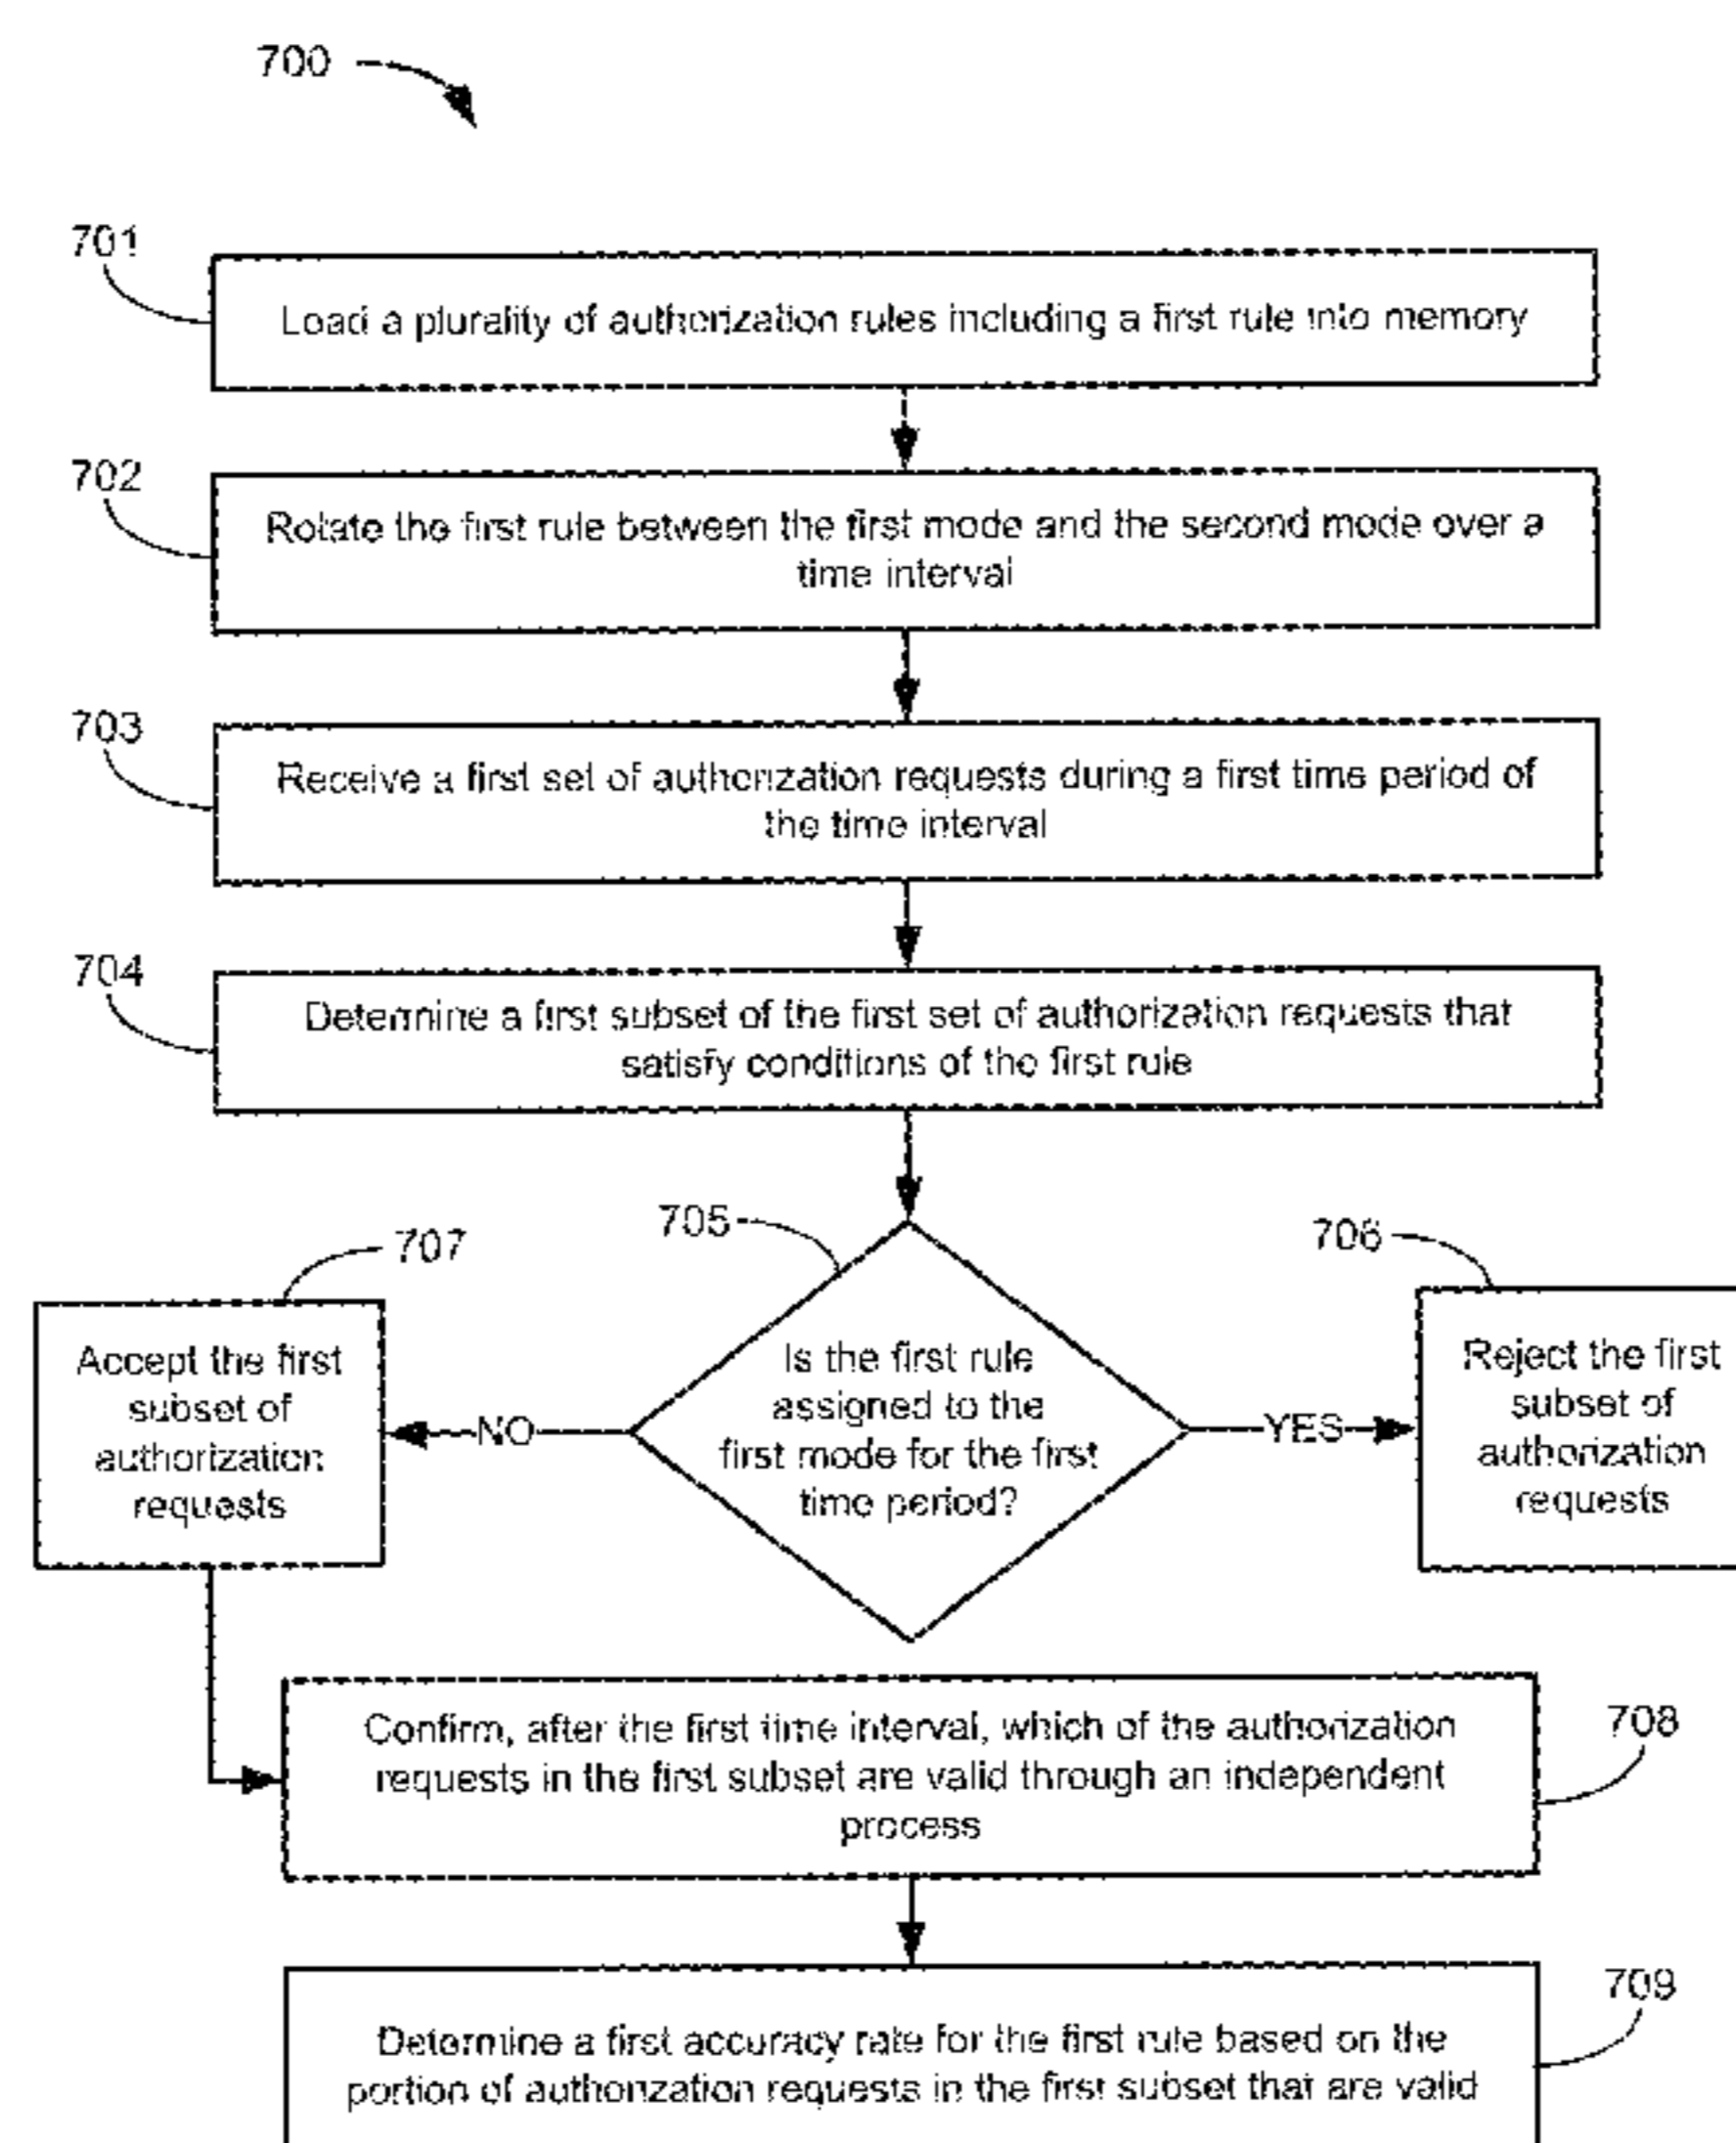 700
701
Load a plurality of authorization rules including a first rule into memory
702
Rotate the first rule between the first mode and the second mode over a
time interval
703
Receive a first set of authorization requests during a first time period of
the time interval
704
Determine a first subset of the first set of authorization requests that
satisfy conditions of the first rule
705
706
707
Accept the first
subset of
authorization
requests
NO
Is the first rule
assigned to the
first mode for the first
time period?
YES
Reject the first
subset of
authorization
requests
Confirm, after the first time interval, which of the authorization
requests in the first subset are valid through an independent
process
708
709
Determine a first accuracy rate for the first rule based on the
portion of authorization requests in the first subset that are valid